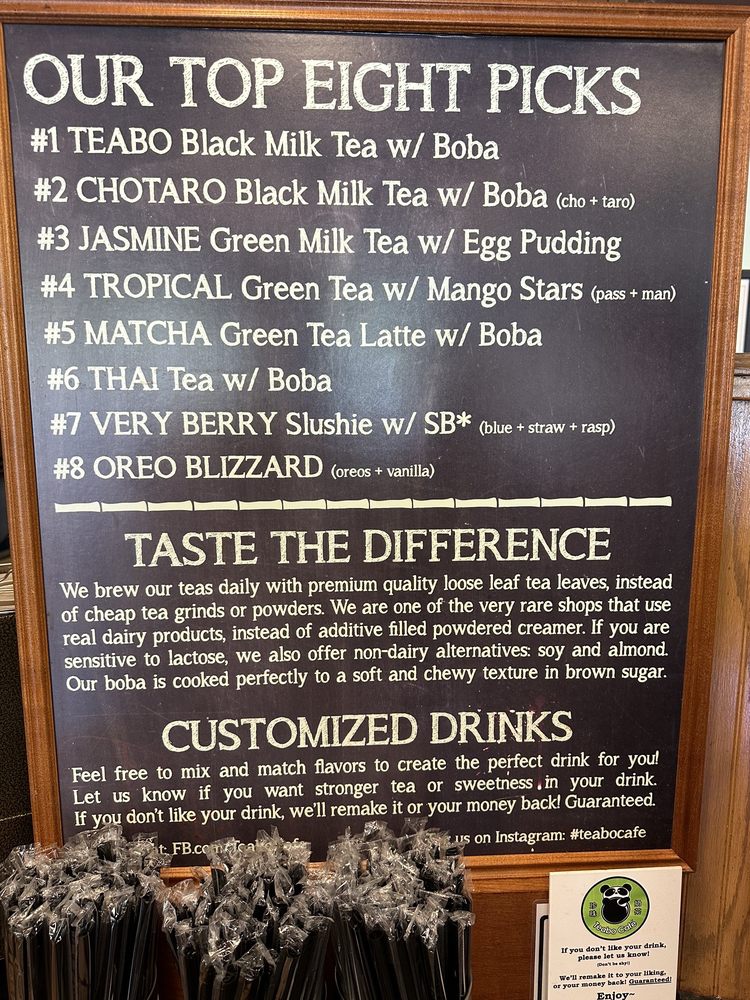 OUR TOP EIGHT PICKS
#1 TEABO Black Milk Tea w/ Boba
#2 CHOTARO Black Milk Tea w/ Boba (cho + taro)
#3 JASMINE Green Milk Tea w/ Egg Pudding
#4 TROPICAL Green Tea w/ Mango Stars (pass + man)
#5 MATCHA Green Tea Latte w/ Boba
#6 THAI Tea w/ Boba
#7 VERY BERRY Slushie w/ SB* (blue + straw + rasp)
#8 OREO BLIZZARD (oreos + vanilla)
TASTE THE DIFFERENCE
We brew our teas daily with premium quality loose leaf tea leaves, instead
of cheap tea grinds or powders. We are one of the very rare shops that use
real dairy products, instead of additive filled powdered creamer. If you are
sensitive to lactose, we also offer non-dairy alternatives: soy and almond.
Our boba is cooked perfectly to a soft and chewy texture in brown sugar.
CUSTOMIZED DRINKS
Feel free to mix and match flavors to create the perfect drink for you!
Let us know if you want stronger tea or sweetness in your drink.
If you don't like your drink, we'll remake it or your money back! Guaranteed.
us on Instagram: #teabocafe
Teabo Café
If you don't like your drink,
please let us know!
(Don't be shy!)
We'll remake it to your liking,
or your money back! Guaranteed!
Enjoy~